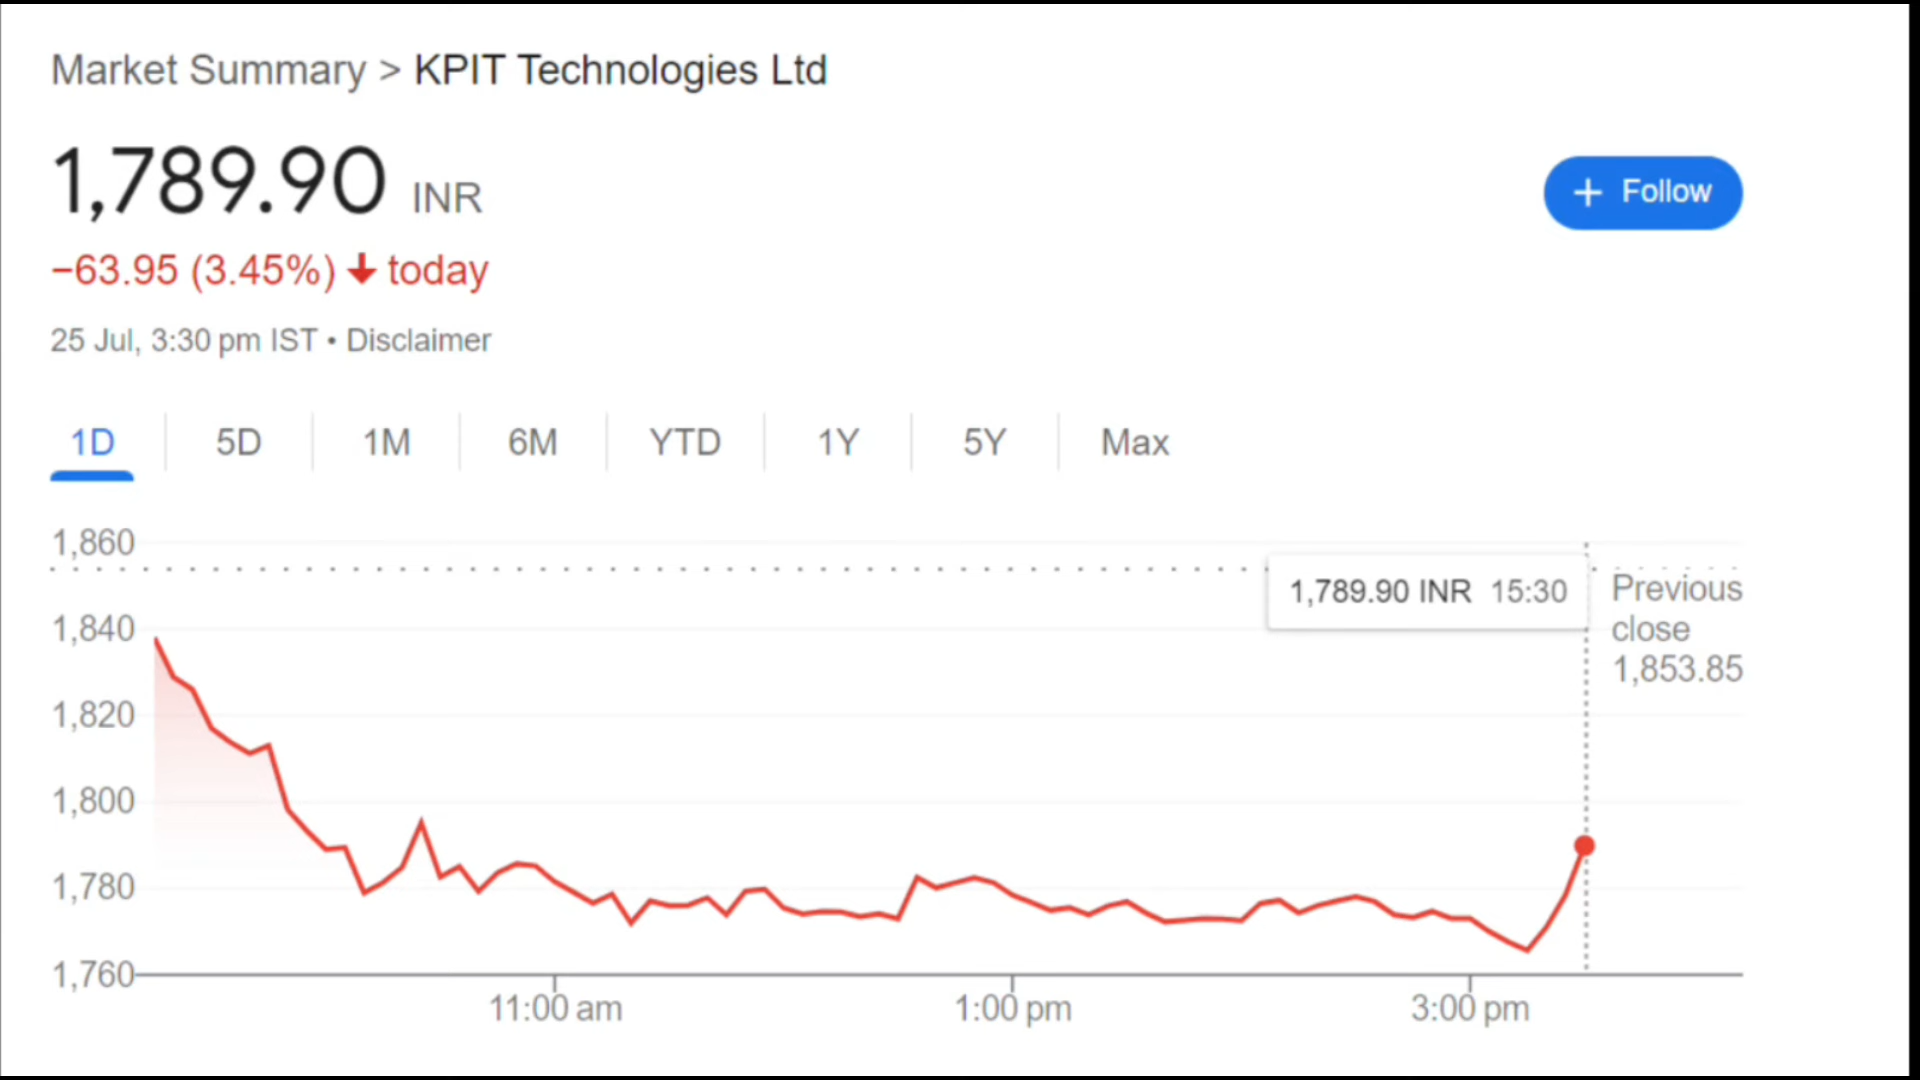 Market Summary > KPIT Technologies Ltd
1,789.90 INR
+ Follow
−63.95 (3.45%) ↓ today
25 Jul, 3:30 pm IST • Disclaimer
1D 5D 1M 6M YTD 1Y 5Y Max
1,860
1,789.90 INR 15:30
Previous
close
1,853.85
1,840
1,820
1,800
1,780
1,760
11:00 am 1:00 pm 3:00 pm